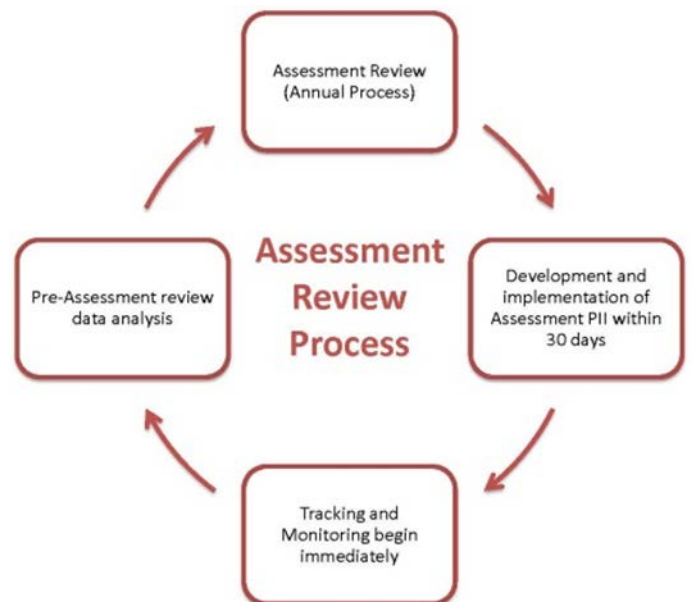 Assessment Review
(Annual Process)
Assessment
Review
Process
Pre-Assessment review
data analysis
Development and
implementation of
Assessment PII within
30 days
Tracking and
Monitoring begin
immediately